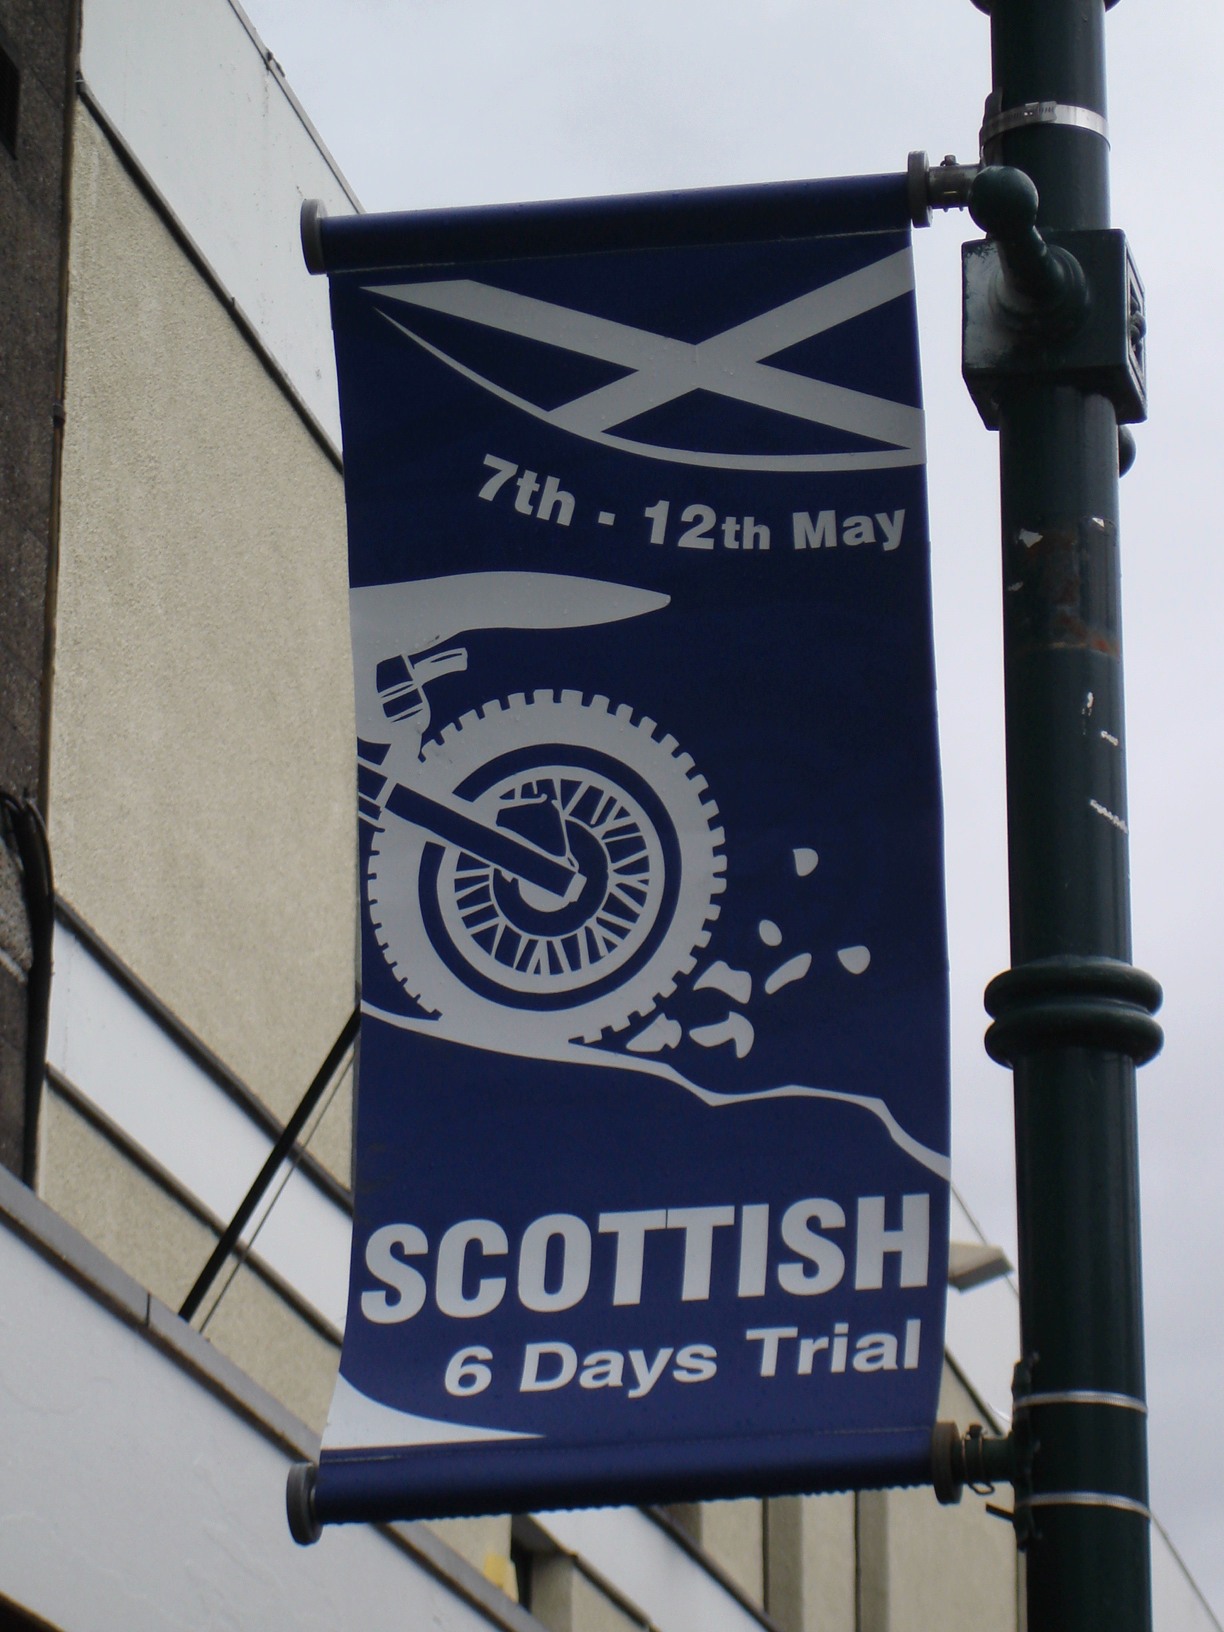 7th - 12th May
SCOTTISH
6 Days Trial